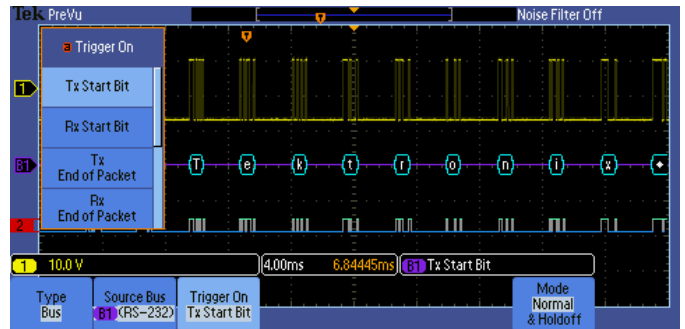 Tek PreVu
Noise Filter Off
a Trigger On
Tx Start Bit
Rx Start Bit
Tx
End of Packet
Rx
End of Packet
T
1
B1 T e k t r o n i x
2
1 10.0 V
4.00ms 6.84445ms
B1 Tx Start Bit
Type
Bus
Source Bus
B1 (RS-232)
Trigger On
Tx Start Bit
Mode
Normal
& Holdoff